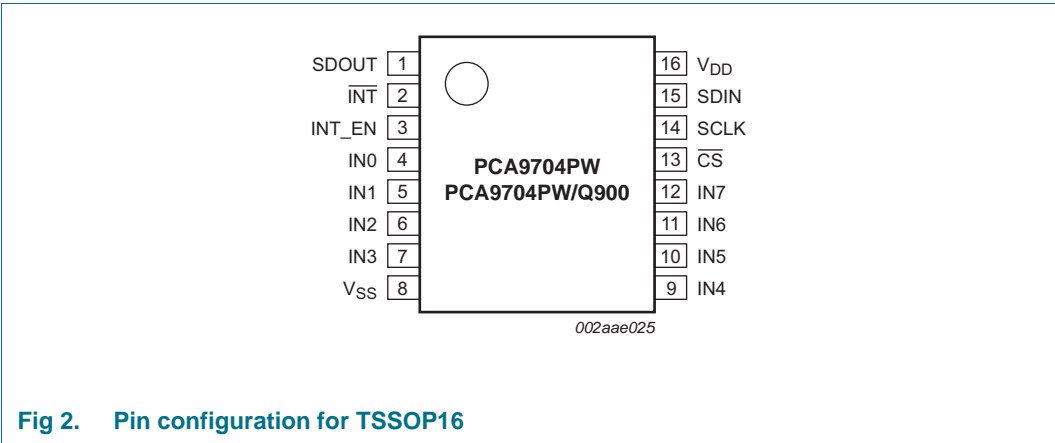 SDOUT 1
INT 2
INT_EN 3
IN0 4
IN1 5
IN2 6
IN3 7
VSS 8
PCA9704PW
PCA9704PW/Q900
16 VDD
15 SDIN
14 SCLK
13 CS
12 IN7
11 IN6
10 IN5
9 IN4
002aae025
Fig 2. Pin configuration for TSSOP16